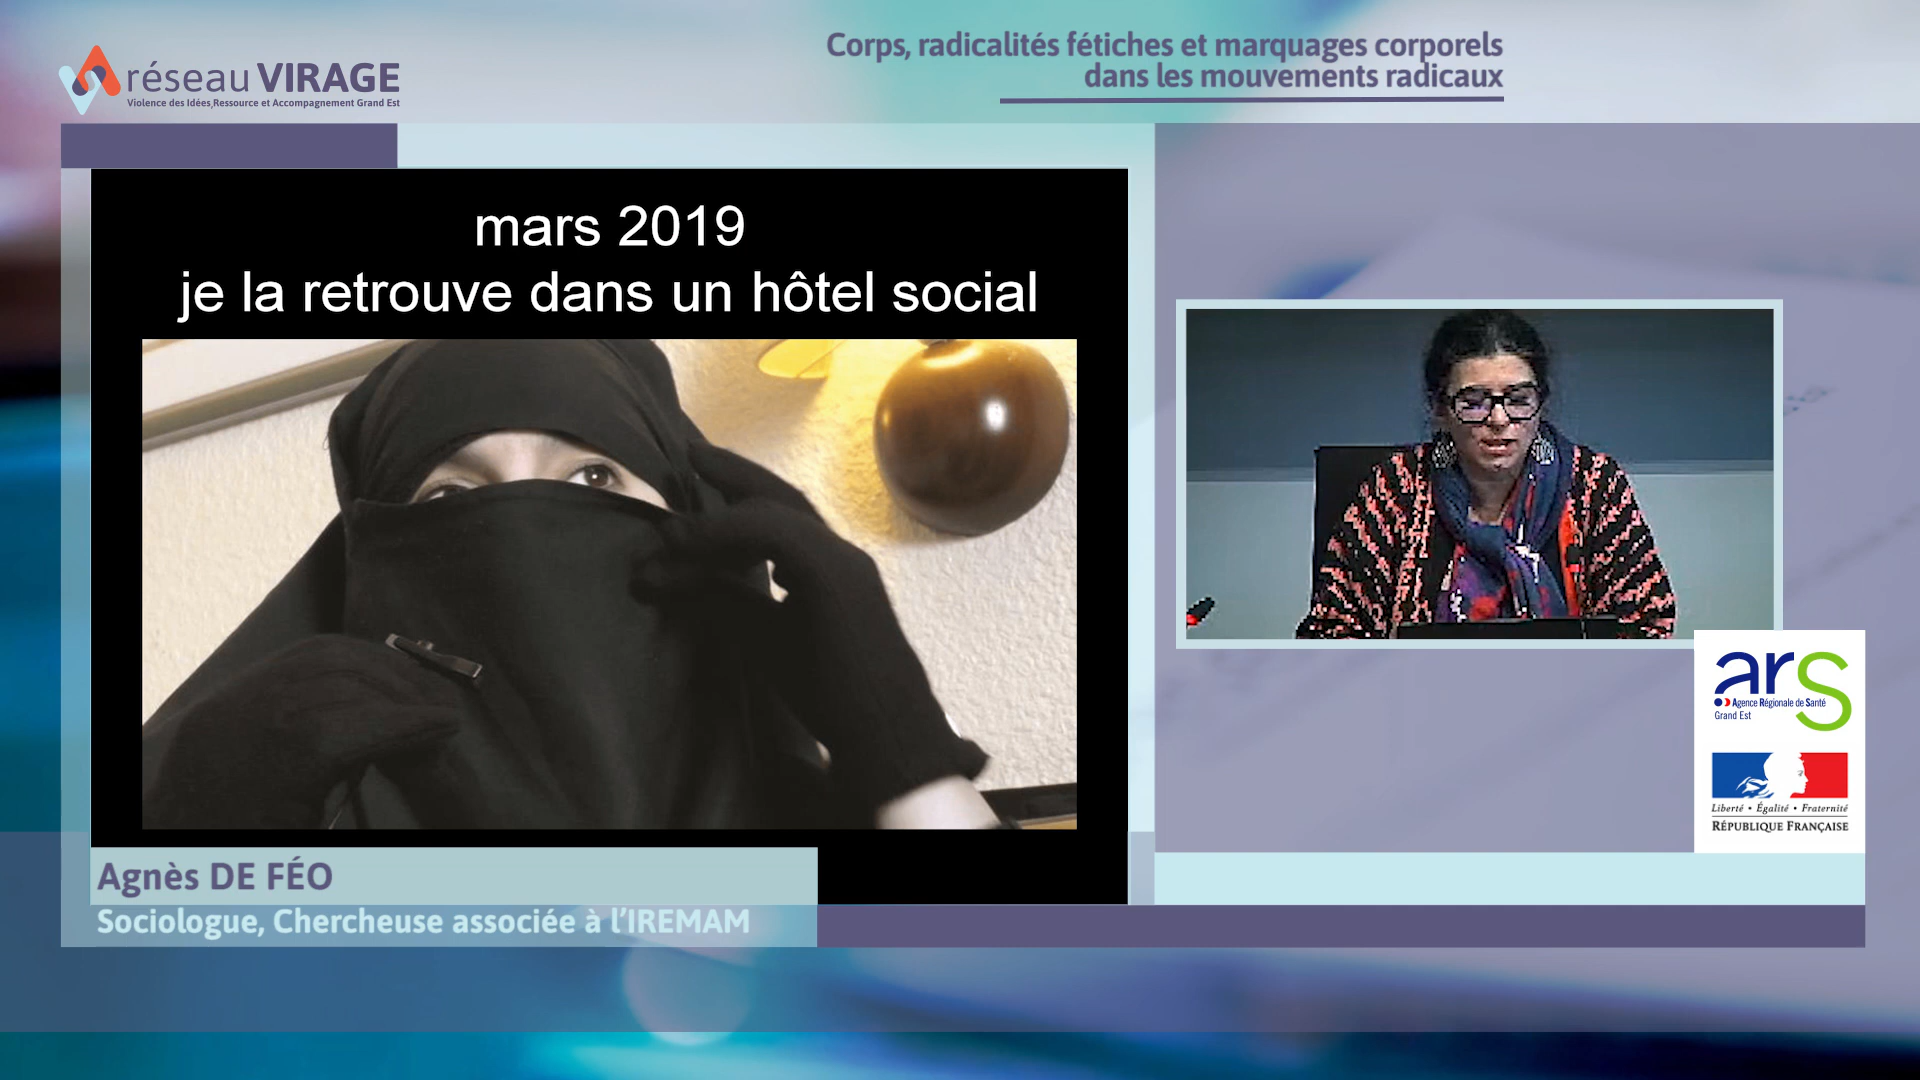 réseau VIRAGE
Violence des Idées,Ressource et Accompagnement Grand Est
Corps, radicalités fétiches et marquages corporels
dans les mouvements radicaux
mars 2019
je la retrouve dans un hôtel social
Agnès DE FÉO
Sociologue, Chercheuse associée à l'IREMAM
ars
Agence Régionale de Santé
Grand Est
Liberté • Égalité • Fraternité
RÉPUBLIQUE FRANÇAISE